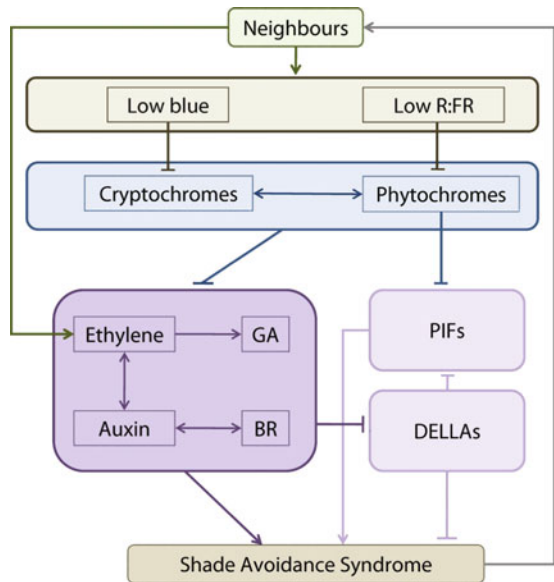 Neighbours
Low blue
Low R:FR
Cryptochromes
Phytochromes
Ethylene
GA
PIFs
Auxin
BR
DELLAs
Shade Avoidance Syndrome